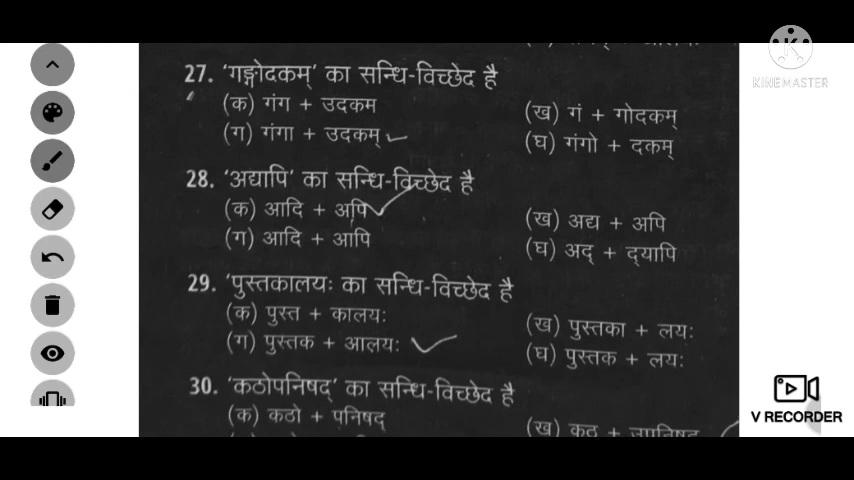 KINEMASTER
27. 'गङ्गोदकम्' का सन्धि-विच्छेद है
(क) गंग + उदकम (ख) गं + गोदकम्
(ग) गंगा + उदकम् (घ) गंगो + दकम्
28. 'अद्यापि' का सन्धि-विच्छेद है
(क) आदि + अपि (ख) अद्य + अपि
(ग) आदि + आपि (घ) अद् + द्यापि
29. 'पुस्तकालयः का सन्धि-विच्छेद है
(क) पुस्त + कालयः (ख) पुस्तका + लयः
(ग) पुस्तक + आलयः (घ) पुस्तक + लयः
30. 'कठोपनिषद्' का सन्धि-विच्छेद है
(क) कठो + पनिषद् (ख) कठ +
V RECORDER